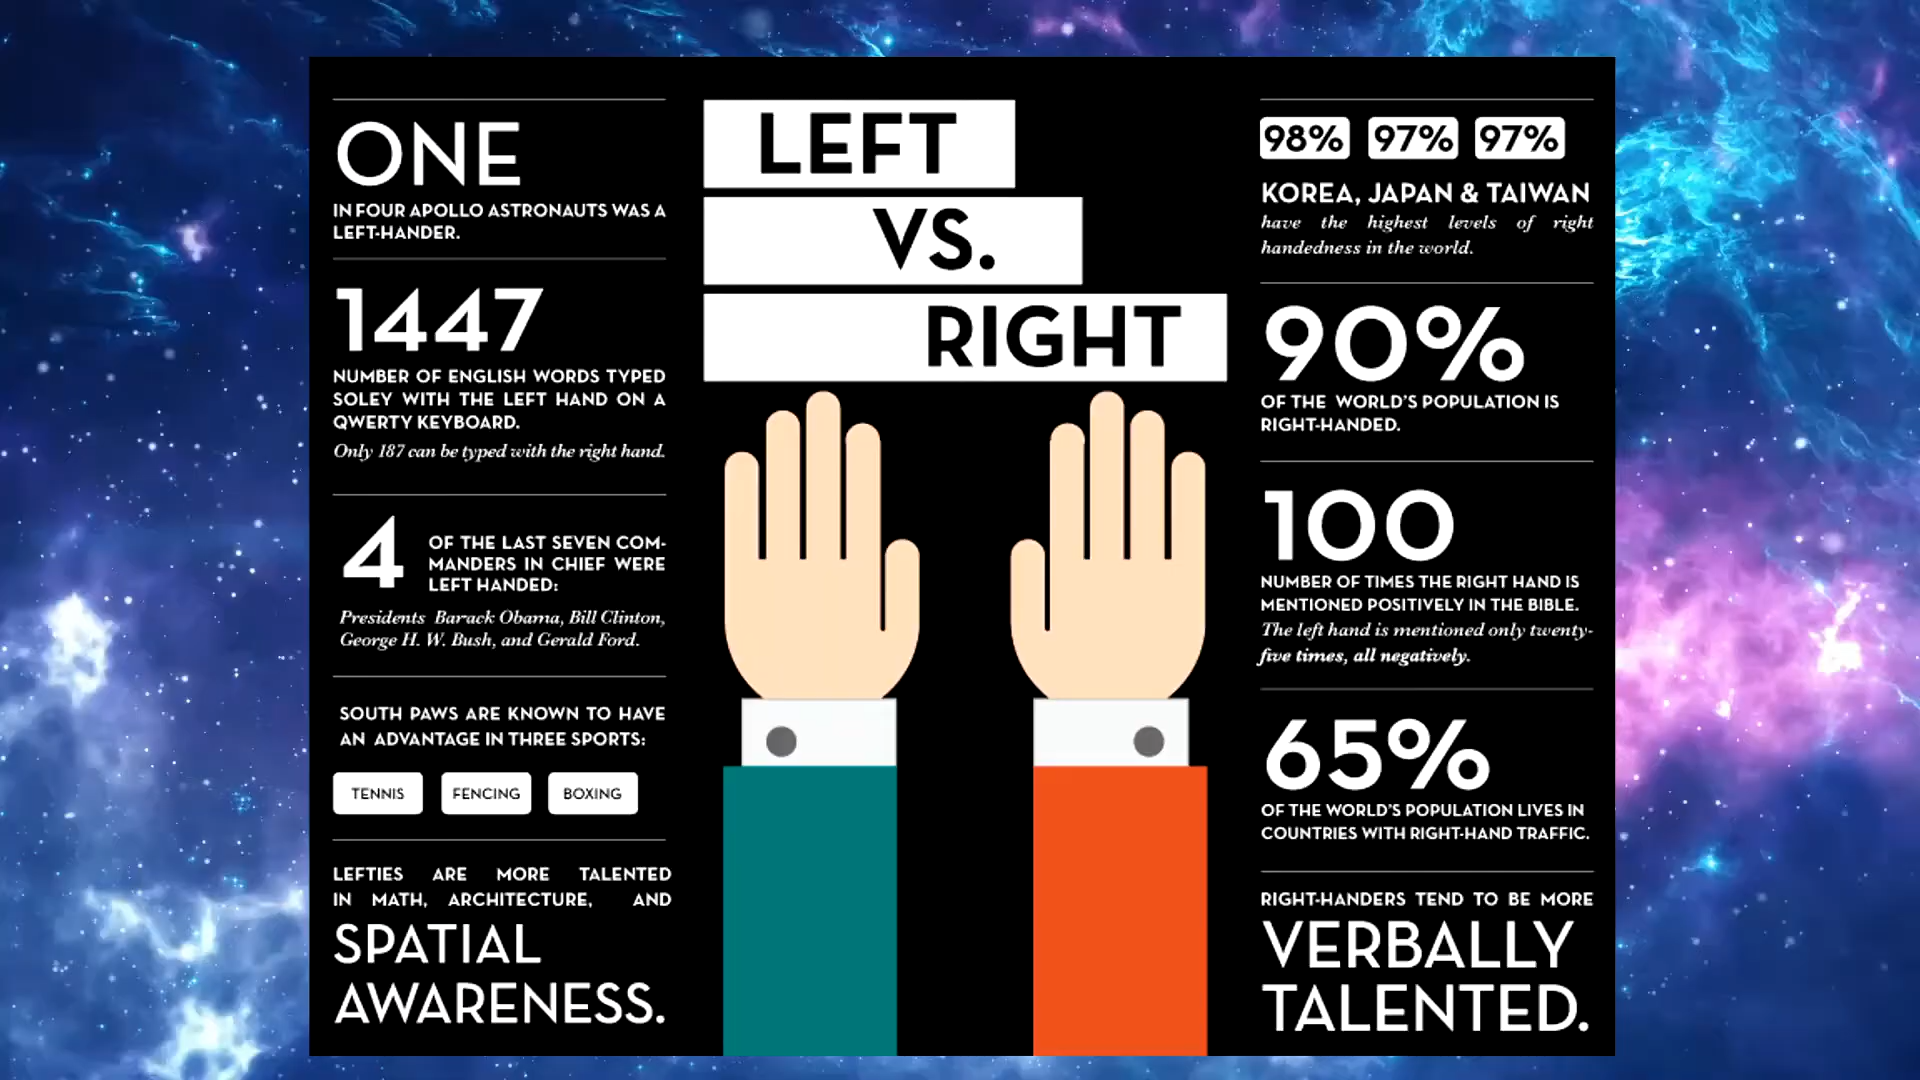 ONE
IN FOUR APOLLO ASTRONAUTS WAS A
LEFT-HANDER.
1447
NUMBER OF ENGLISH WORDS TYPED
SOLEY WITH THE LEFT HAND ON A
QWERTY KEYBOARD.
Only 187 can be typed with the right hand.
4
OF THE LAST SEVEN COM-
MANDERS IN CHIEF WERE
LEFT HANDED:
Presidents Barack Obama, Bill Clinton,
George H. W. Bush, and Gerald Ford.
SOUTH PAWS ARE KNOWN TO HAVE
AN ADVANTAGE IN THREE SPORTS:
TENNIS FENCING BOXING
LEFTIES ARE MORE TALENTED
IN MATH, ARCHITECTURE, AND
SPATIAL
AWARENESS.
LEFT
VS.
RIGHT
98% 97% 97%
KOREA, JAPAN & TAIWAN
have the highest levels of right
handedness in the world.
90%
OF THE WORLD'S POPULATION IS
RIGHT-HANDED.
100
NUMBER OF TIMES THE RIGHT HAND IS
MENTIONED POSITIVELY IN THE BIBLE.
The left hand is mentioned only twenty-
five times, all negatively.
65%
OF THE WORLD'S POPULATION LIVES IN
COUNTRIES WITH RIGHT-HAND TRAFFIC.
RIGHT-HANDERS TEND TO BE MORE
VERBALLY
TALENTED.